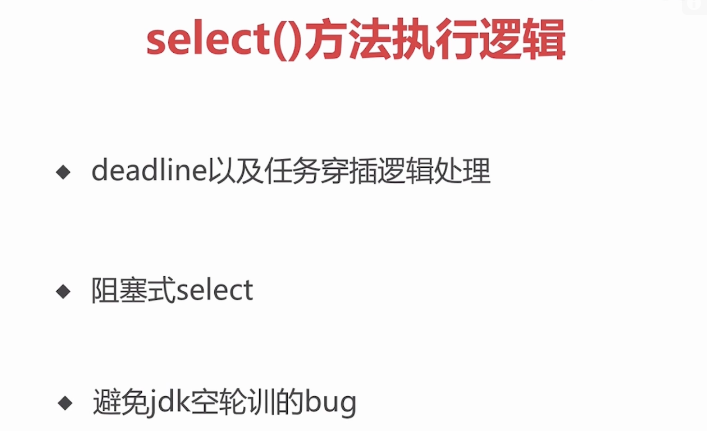 select()方法执行逻辑
◆ deadline以及任务穿插逻辑处理
◆ 阻塞式select
◆ 避免jdk空轮训的bug